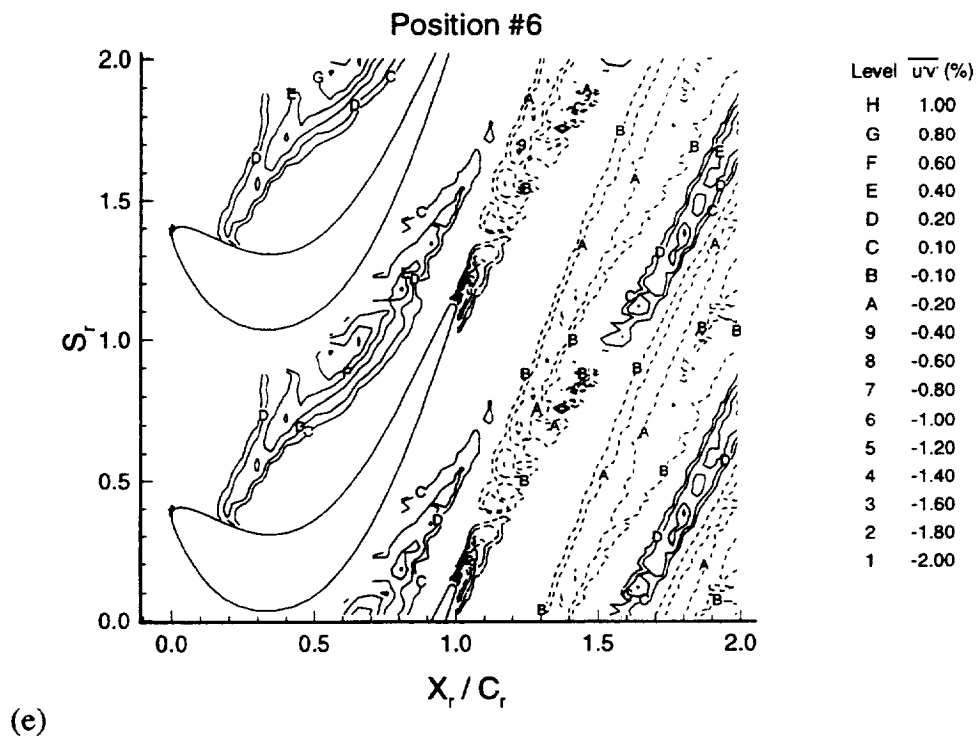 Position #6
2.0
1.5
1.0
0.5
0.0
S_r
0.0 0.5 1.0 1.5 2.0
X_r / C_r
(e)
Level u'v' (%)
H 1.00
G 0.80
F 0.60
E 0.40
D 0.20
C 0.10
B -0.10
A -0.20
9 -0.40
8 -0.60
7 -0.80
6 -1.00
5 -1.20
4 -1.40
3 -1.60
2 -1.80
1 -2.00